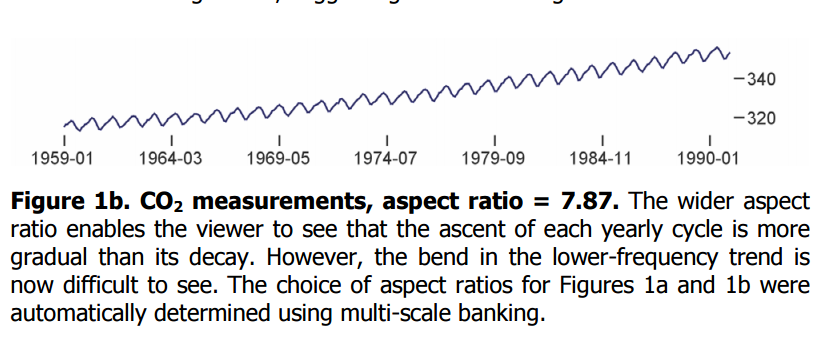 340
320
1959-01 1964-03 1969-05 1974-07 1979-09 1984-11 1990-01
Figure 1b. CO₂ measurements, aspect ratio = 7.87. The wider aspect
ratio enables the viewer to see that the ascent of each yearly cycle is more
gradual than its decay. However, the bend in the lower-frequency trend is
now difficult to see. The choice of aspect ratios for Figures 1a and 1b were
automatically determined using multi-scale banking.